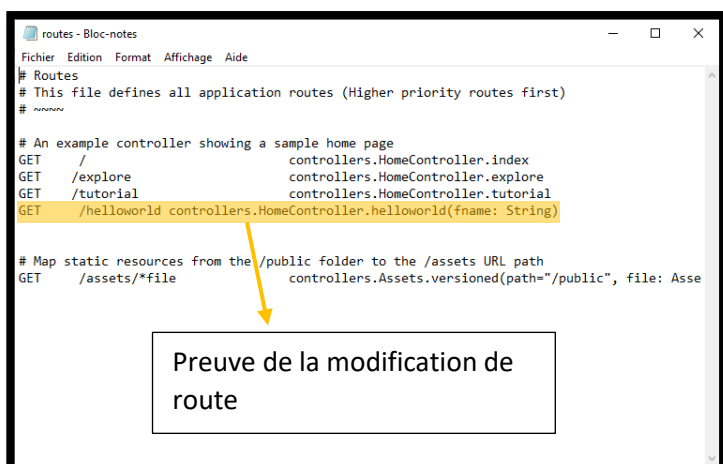 routes - Bloc-notes
Fichier Edition Format Affichage Aide
# Routes
# This file defines all application routes (Higher priority routes first)
# ~~~~
# An example controller showing a sample home page
GET / controllers.HomeController.index
GET /explore controllers.HomeController.explore
GET /tutorial controllers.HomeController.tutorial
GET /helloworld controllers.HomeController.helloworld(fname: String)
# Map static resources from the /public folder to the /assets URL path
GET /assets/*file controllers.Assets.versioned(path="/public", file: Asse
Preuve de la modification de
route